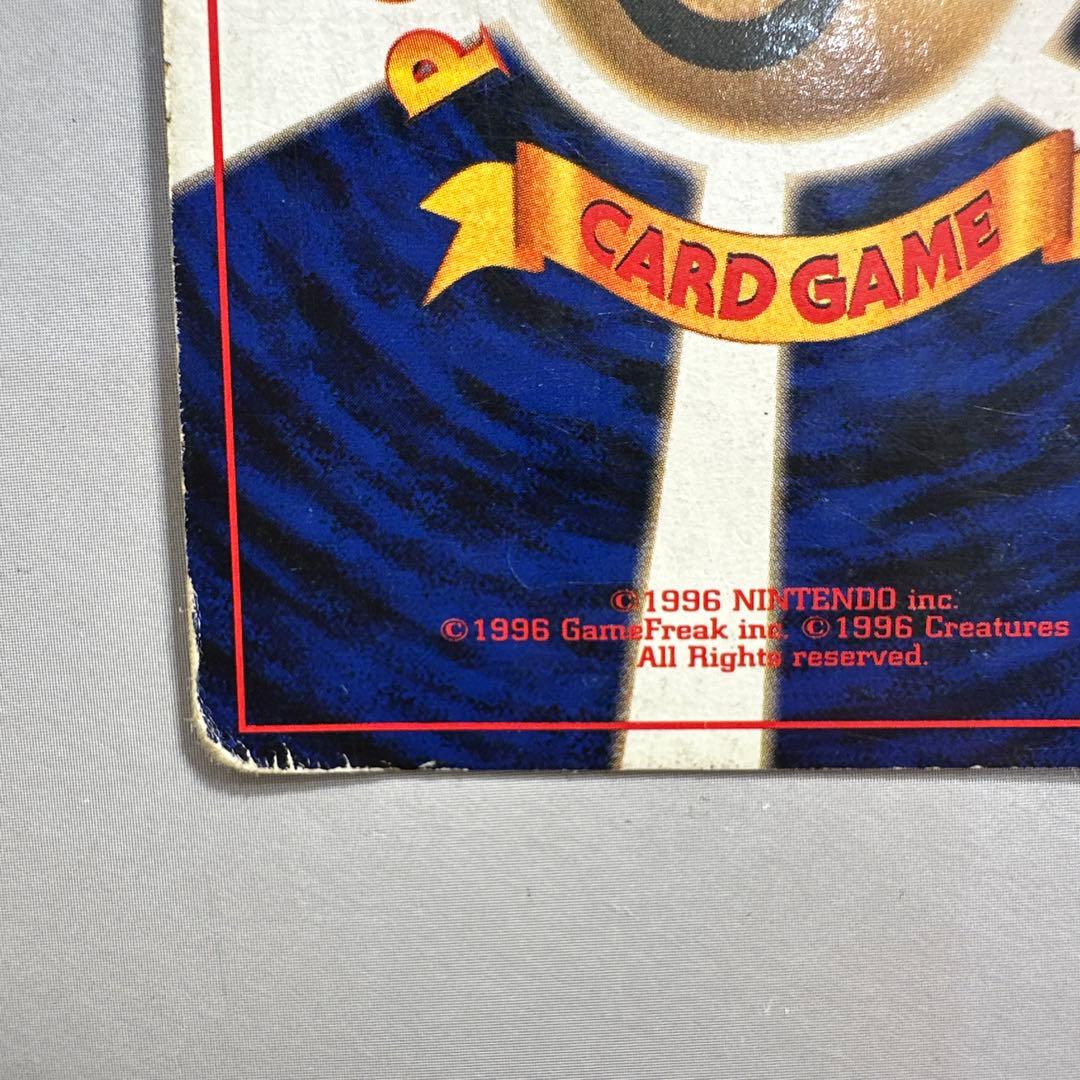 P
CARD GAME
©1996 NINTENDO inc.
©1996 GameFreak inc. ©1996 Creatures
All Rights reserved.